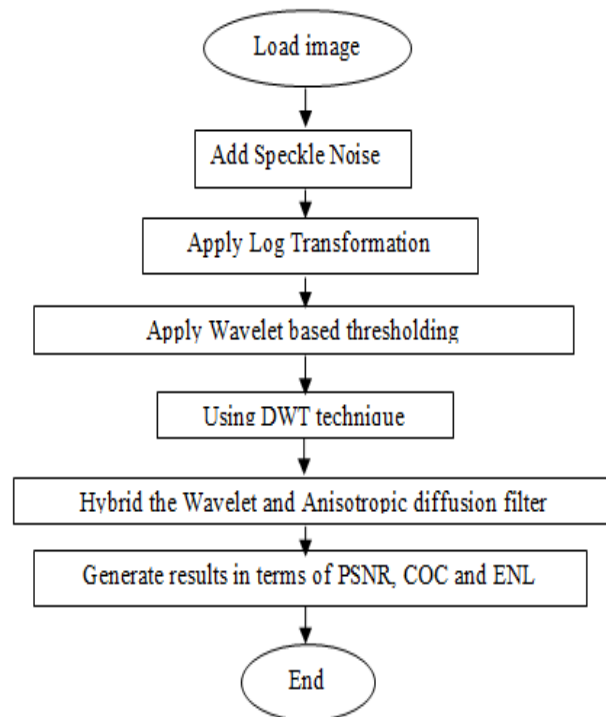 Load image
Add Speckle Noise
Apply Log Transformation
Apply Wavelet based thresholding
Using DWT technique
Hybrid the Wavelet and Anisotropic diffusion filter
Generate results in terms of PSNR, COC and ENL
End